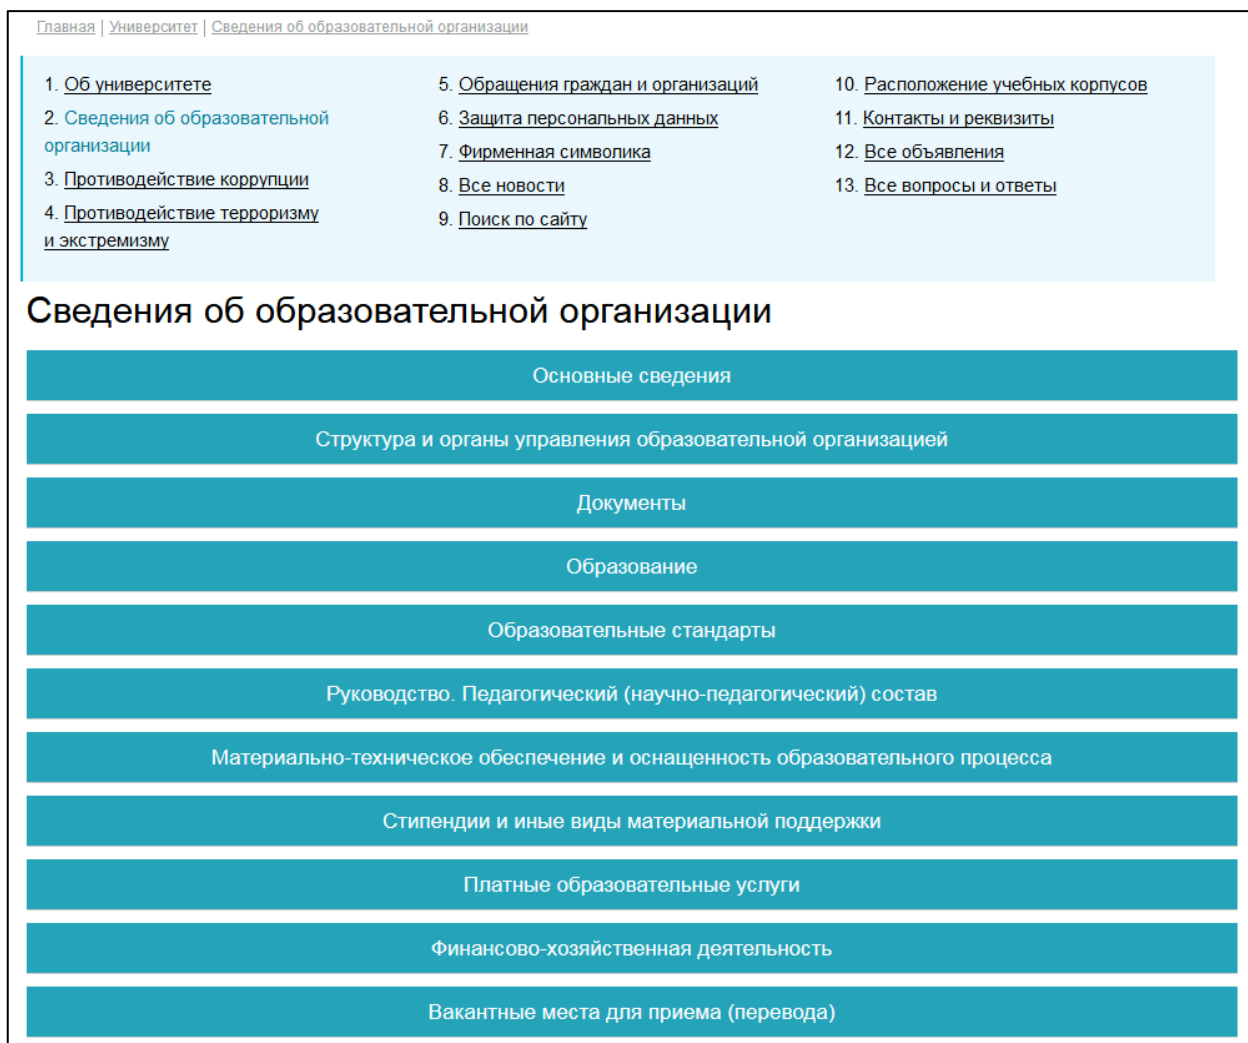 Главная | Университет | Сведения об образовательной организации
1. Об университете
2. Сведения об образовательной
организации
3. Противодействие коррупции
4. Противодействие терроризму
и экстремизму
5. Обращения граждан и организаций
6. Защита персональных данных
7. Фирменная символика
8. Все новости
9. Поиск по сайту
10. Расположение учебных корпусов
11. Контакты и реквизиты
12. Все объявления
13. Все вопросы и ответы
Сведения об образовательной организации
Основные сведения
Структура и органы управления образовательной организацией
Документы
Образование
Образовательные стандарты
Руководство. Педагогический (научно-педагогический) состав
Материально-техническое обеспечение и оснащенность образовательного процесса
Стипендии и иные виды материальной поддержки
Платные образовательные услуги
Финансово-хозяйственная деятельность
Вакантные места для приема (перевода)